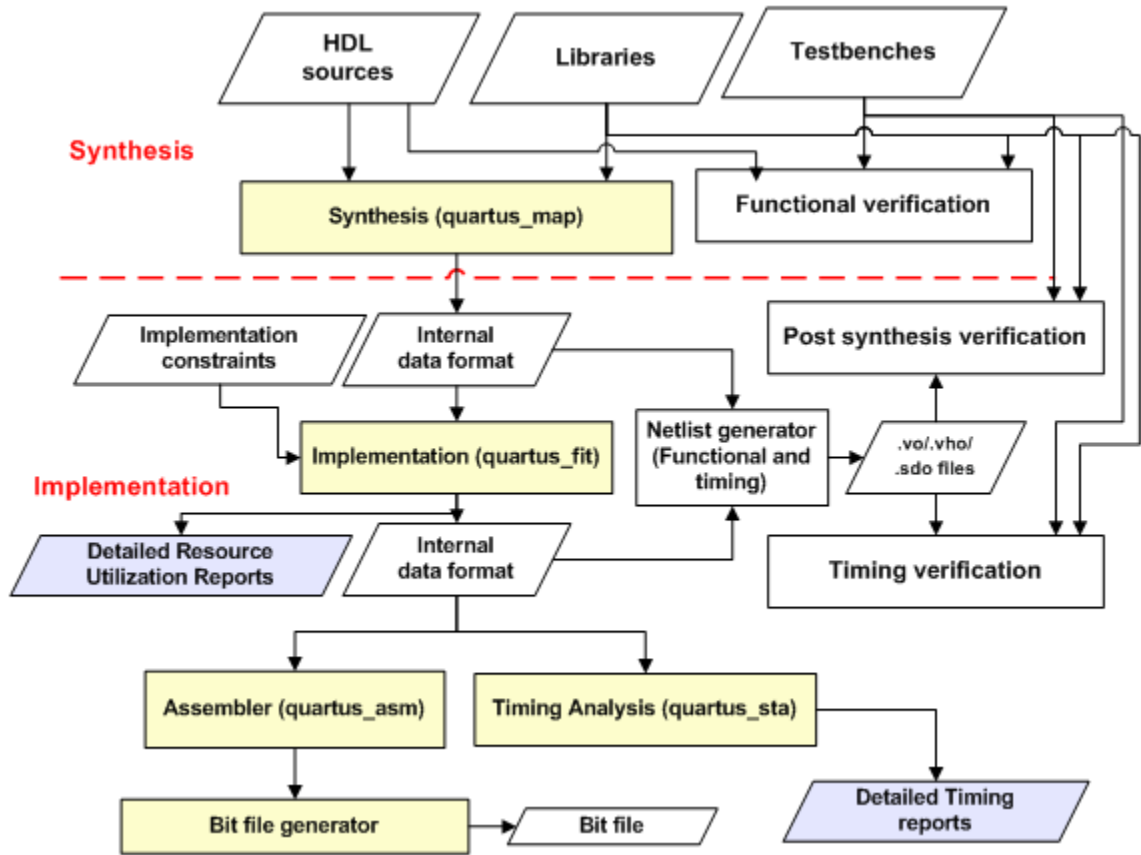 HDL
sources
Libraries
Testbenches
Synthesis
Synthesis (quartus_map)
Functional verification
Implementation
constraints
Internal
data format
Post synthesis verification
Implementation (quartus_fit)
Netlist generator
(Functional and
timing)
.vo/.vho/
.sdo files
Implementation
Detailed Resource
Utilization Reports
Internal
data format
Timing verification
Assembler (quartus_asm)
Timing Analysis (quartus_sta)
Bit file generator
Bit file
Detailed Timing
reports